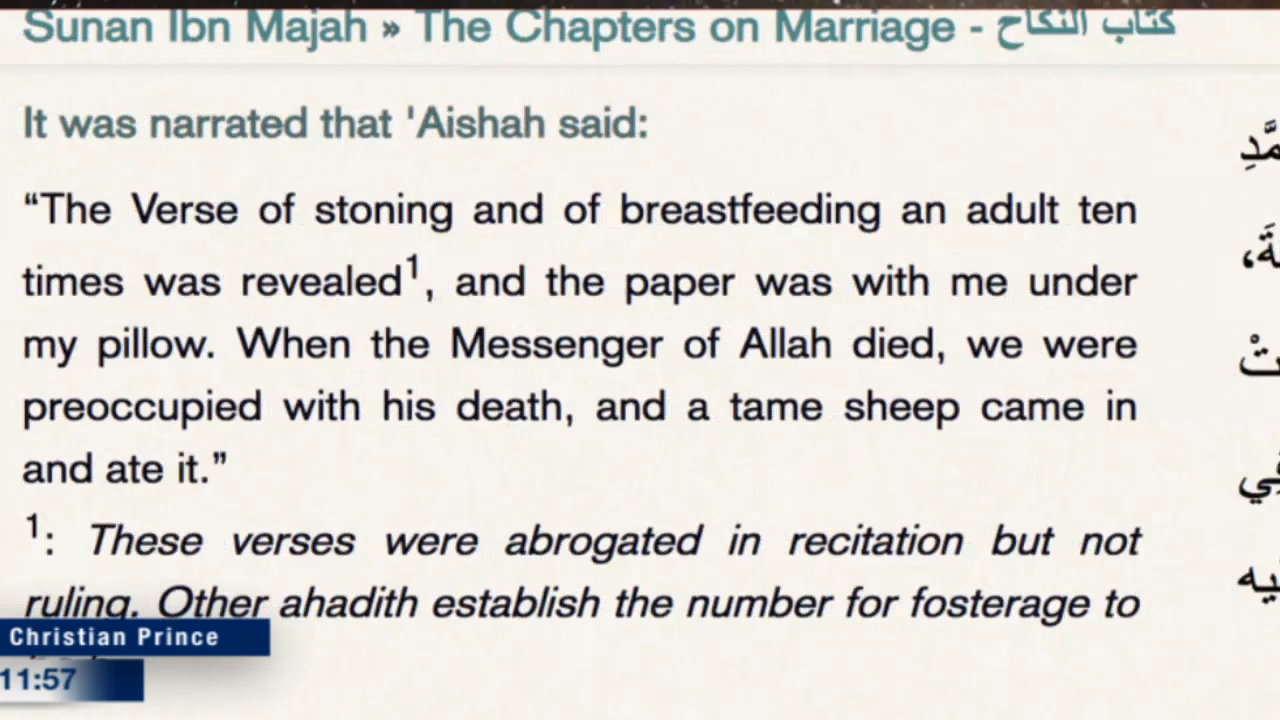 Sunan Ibn Majah » The Chapters on Marriage - كتاب النكاح
It was narrated that 'Aishah said:
“The Verse of stoning and of breastfeeding an adult ten
times was revealed1, and the paper was with me under
my pillow. When the Messenger of Allah died, we were
preoccupied with his death, and a tame sheep came in
and ate it.”
1: These verses were abrogated in recitation but not
ruling. Other ahadith establish the number for fosterage to
Christian Prince
11:57